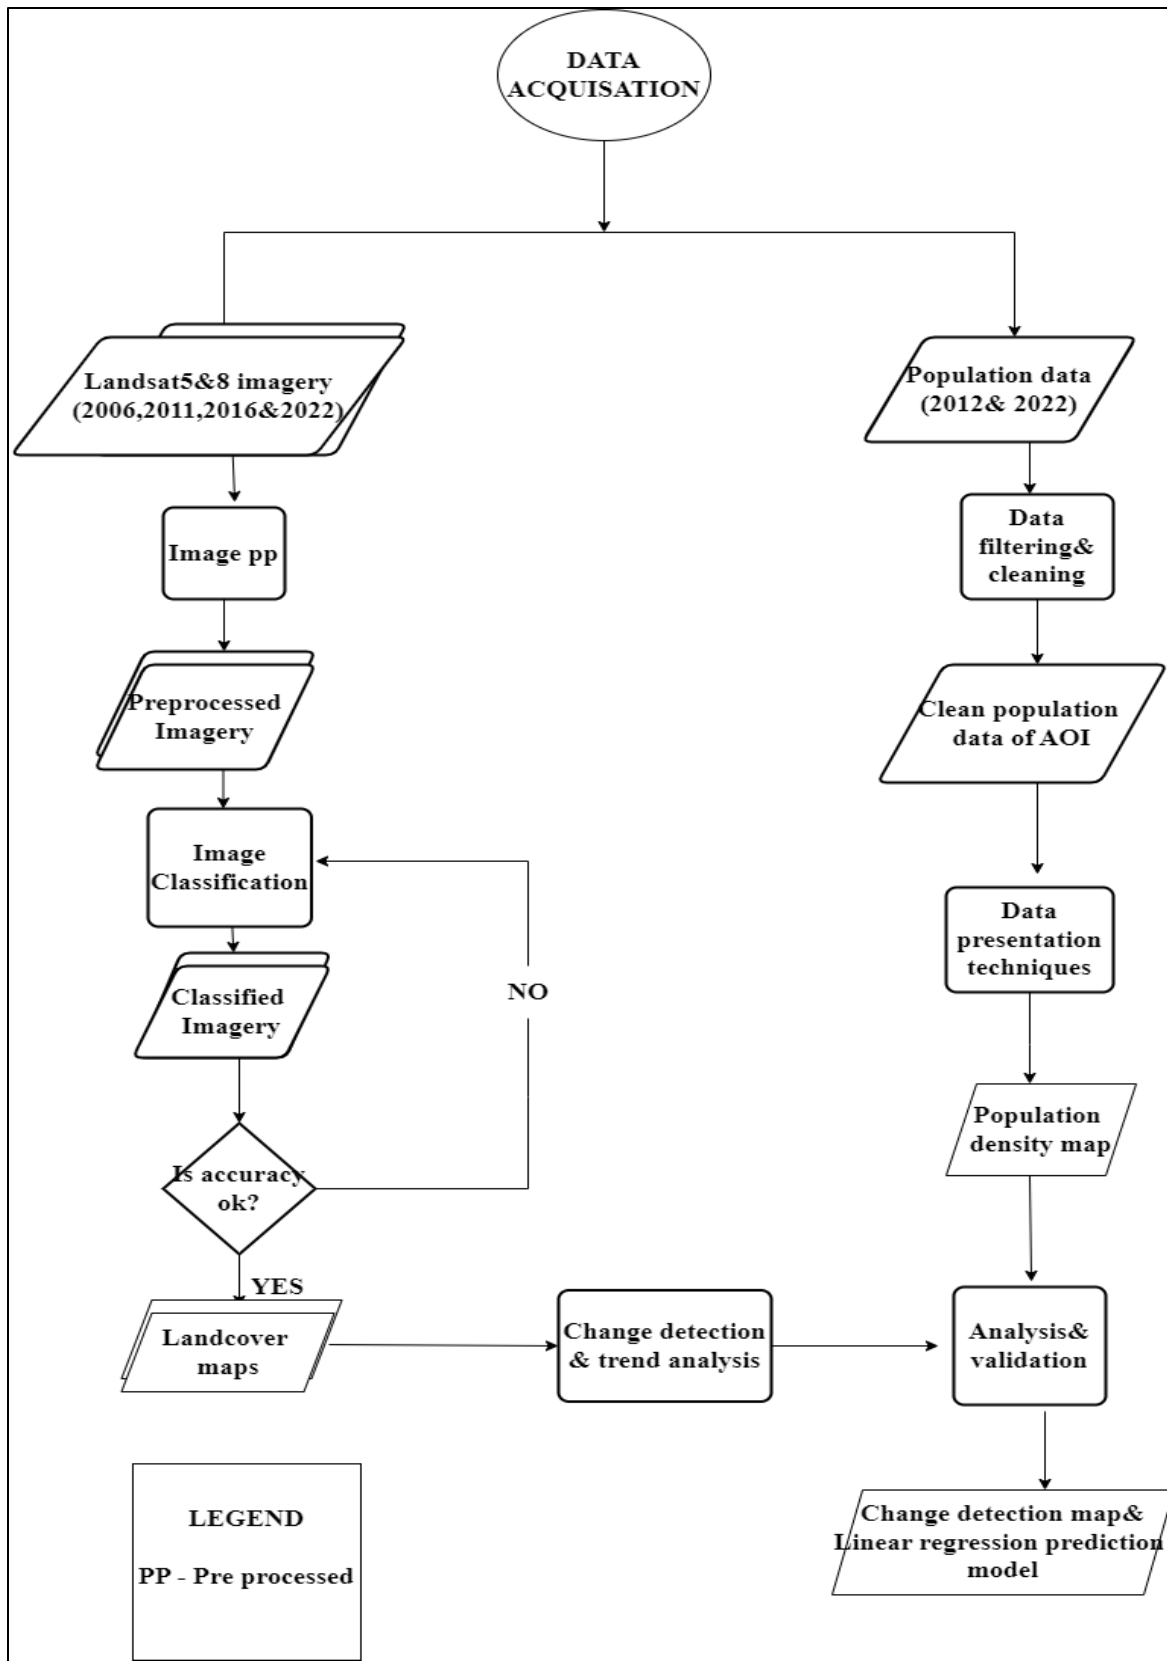 DATA
ACQUISATION
Landsat5&8 imagery
(2006,2011,2016&2022)
Image pp
Preprocessed
Imagery
Image
Classification
Classified
Imagery
NO
Is accuracy
ok?
YES
Landcover
maps
Change detection
& trend analysis
Population data
(2012& 2022)
Data
filtering&
cleaning
Clean population
data of AOI
Data
presentation
techniques
Population
density map
Analysis&
validation
Change detection map&
Linear regression prediction
model
LEGEND
PP - Pre processed